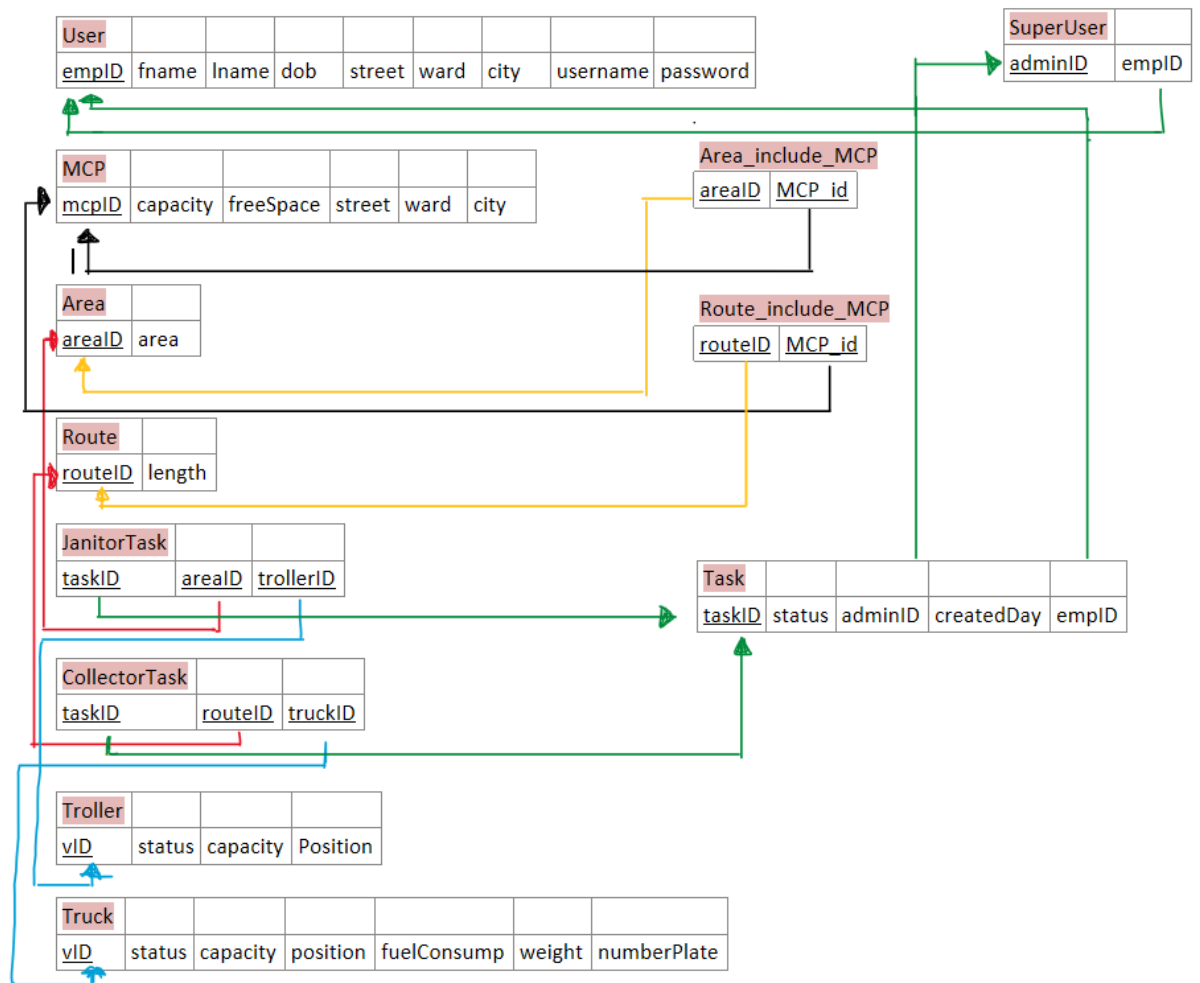 User
empID fname lname dob street ward city username password
SuperUser
adminID empID
MCP
mcpID capacity freeSpace street ward city
Area_include_MCP
areaID MCP_id
Area
areaID area
Route_include_MCP
routeID MCP_id
Route
routeID length
JanitorTask
taskID areaID trollerID
Task
taskID status adminID createdDay empID
CollectorTask
taskID routeID truckID
Troller
vID status capacity Position
Truck
vID status capacity position fuelConsump weight numberPlate